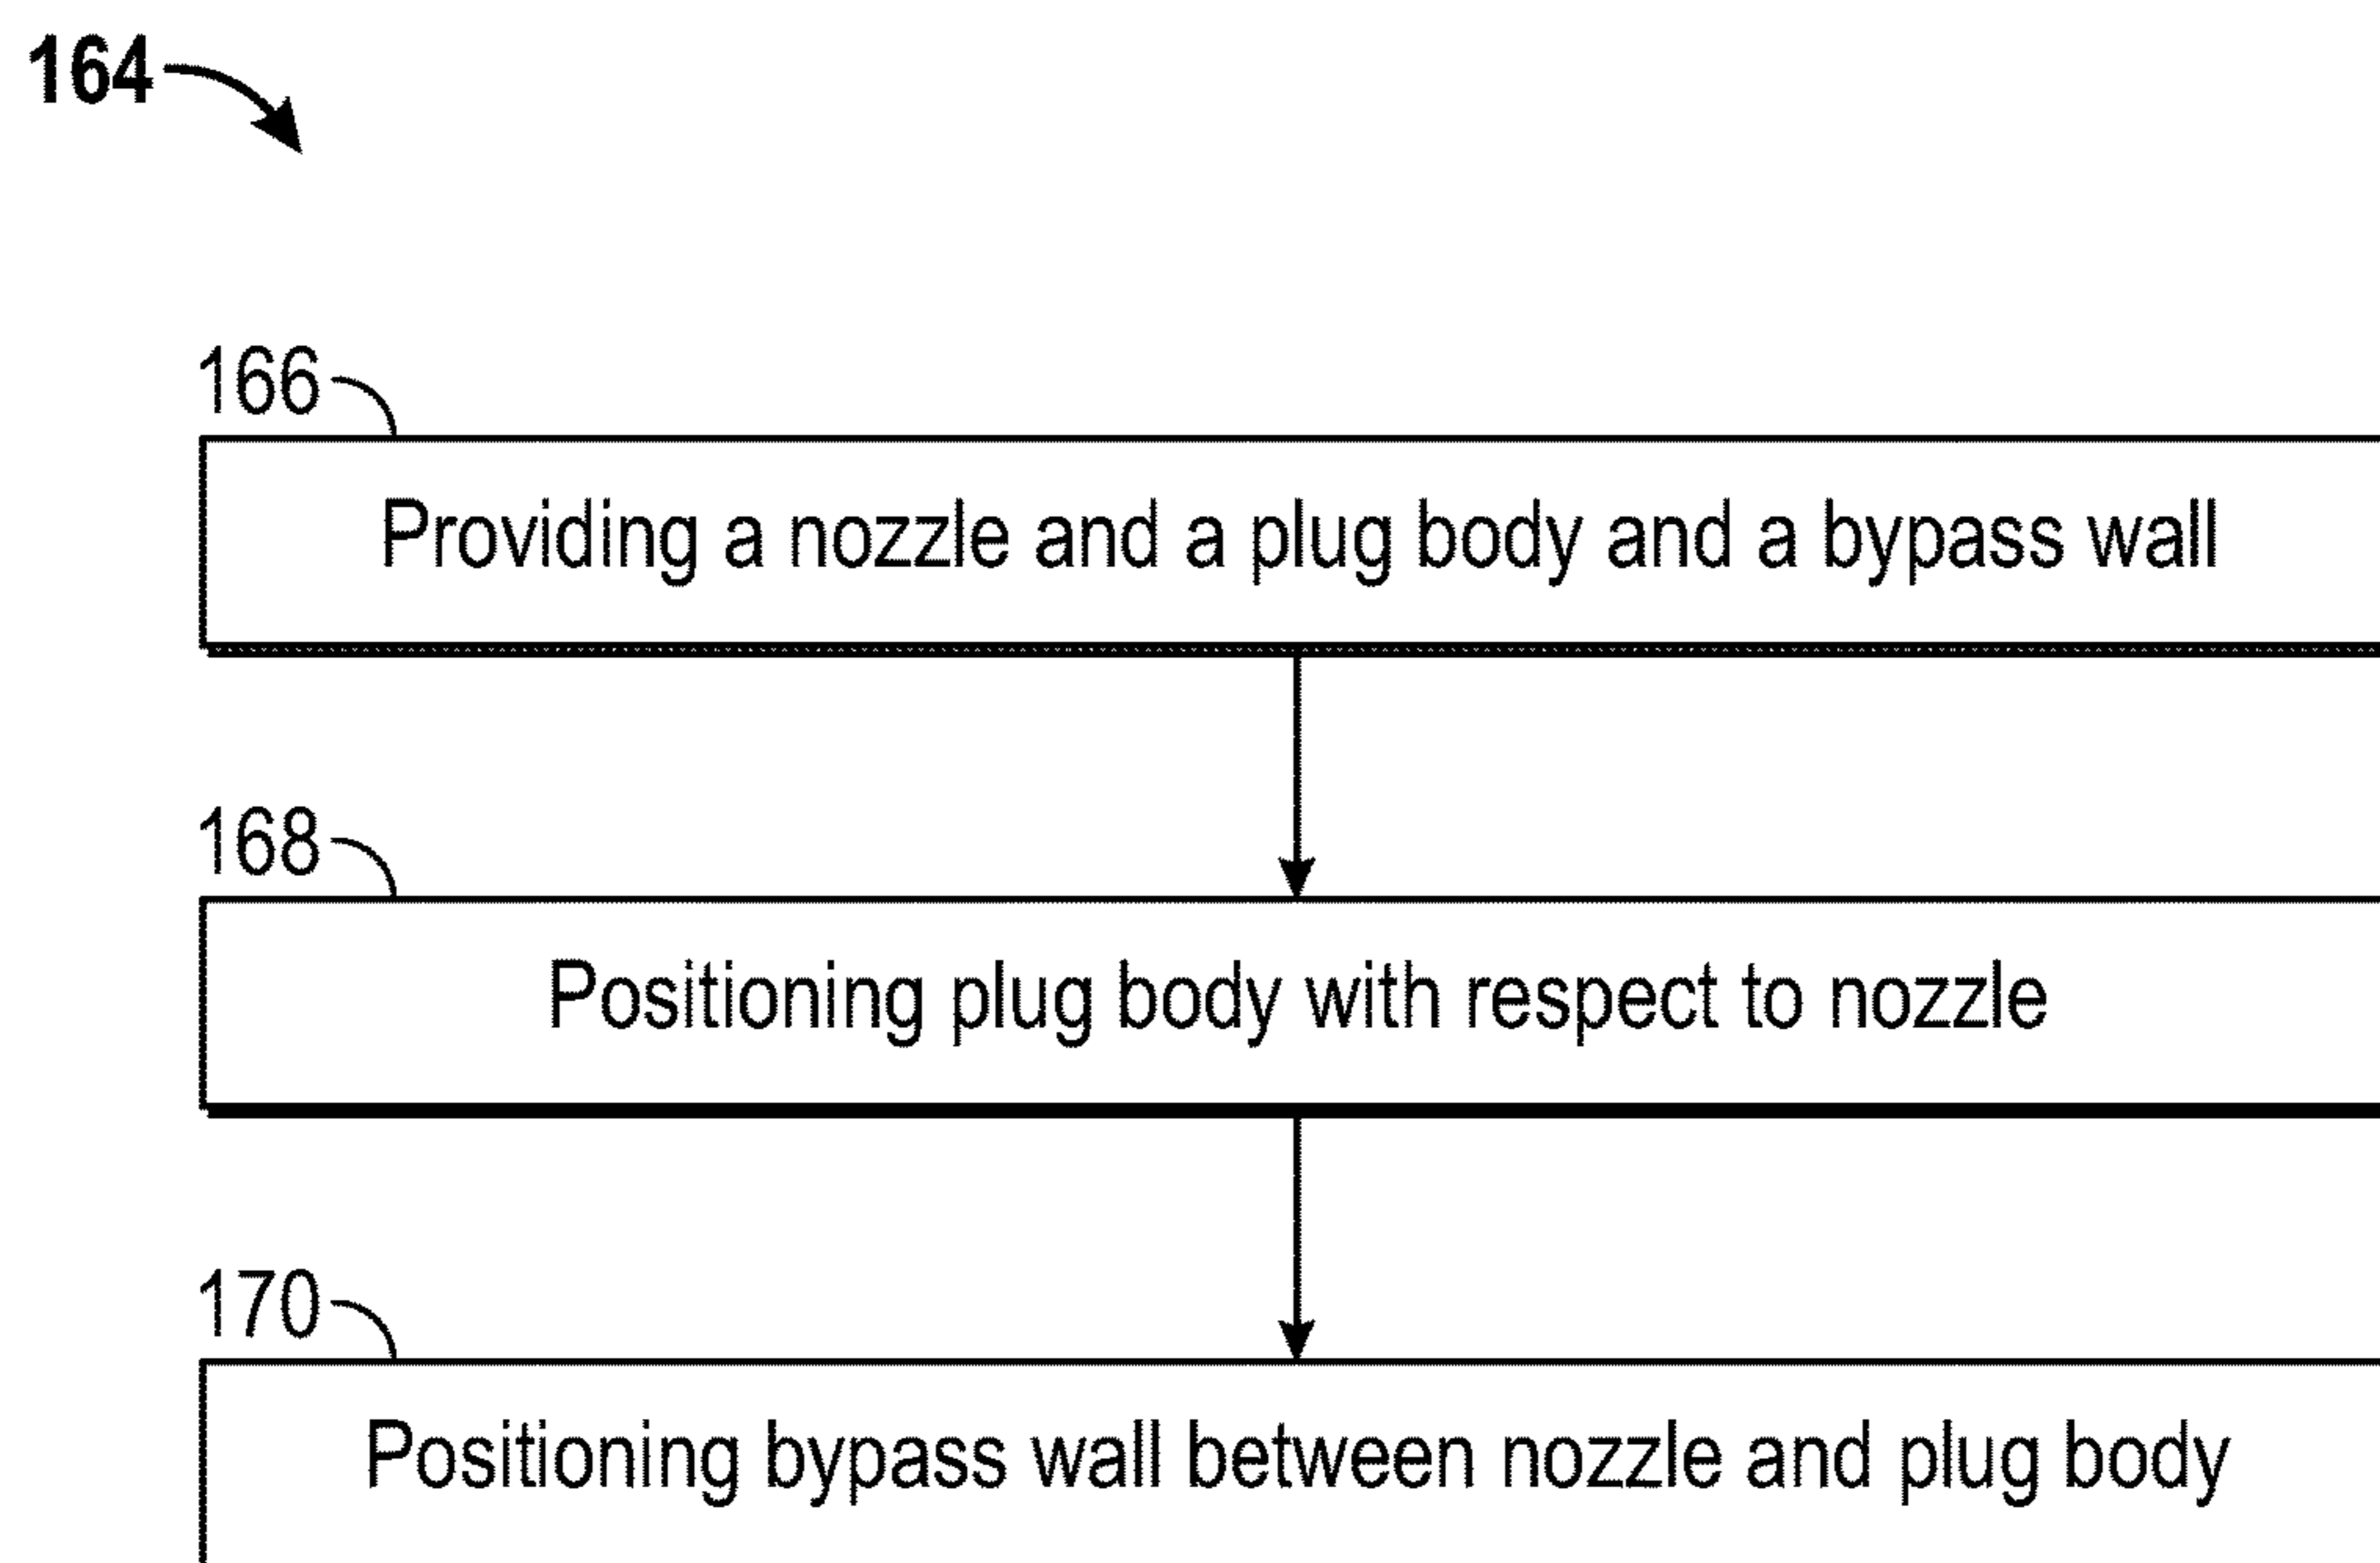 164
166
Providing a nozzle and a plug body and a bypass wall
168
Positioning plug body with respect to nozzle
170
Positioning bypass wall between nozzle and plug body